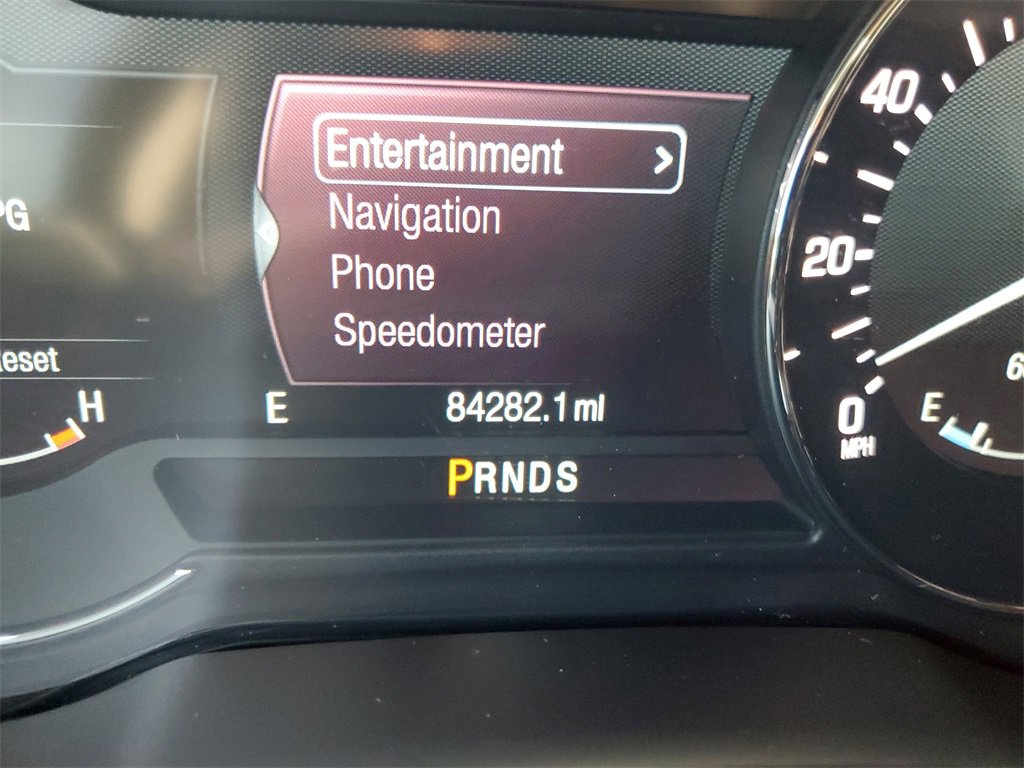 Entertainment >
Navigation
Phone
Speedometer
E 84282.1 mi
PRNDS
H
40
20
0
MPH
E